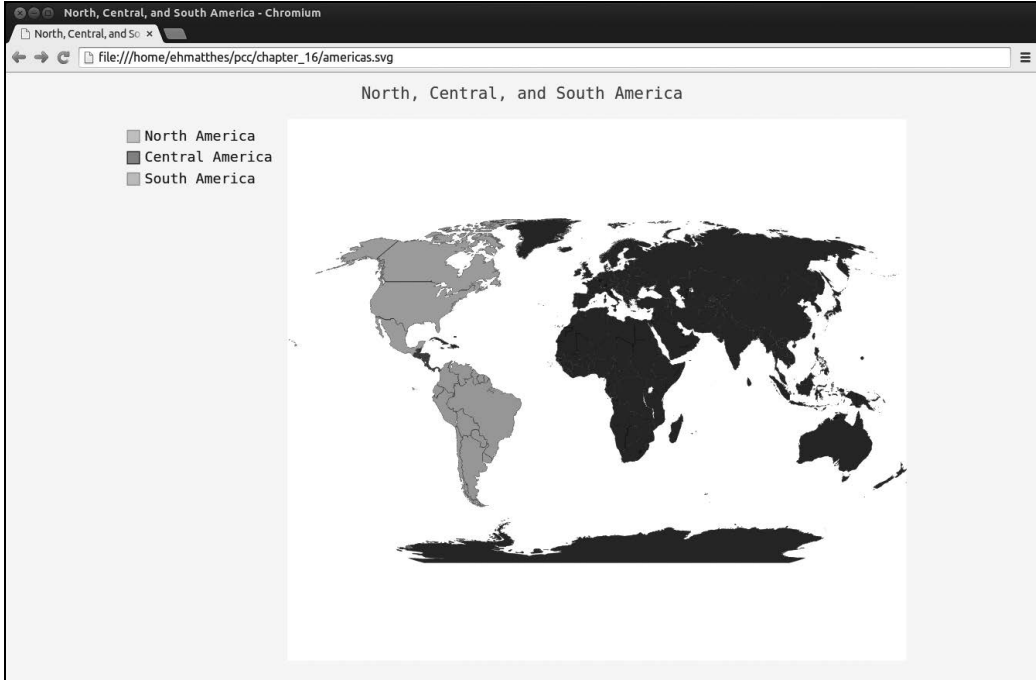 North, Central, and South America - Chromium
North, Central, and So
file:///home/ehmatthes/pcc/chapter_16/americas.svg
North, Central, and South America
North America
Central America
South America